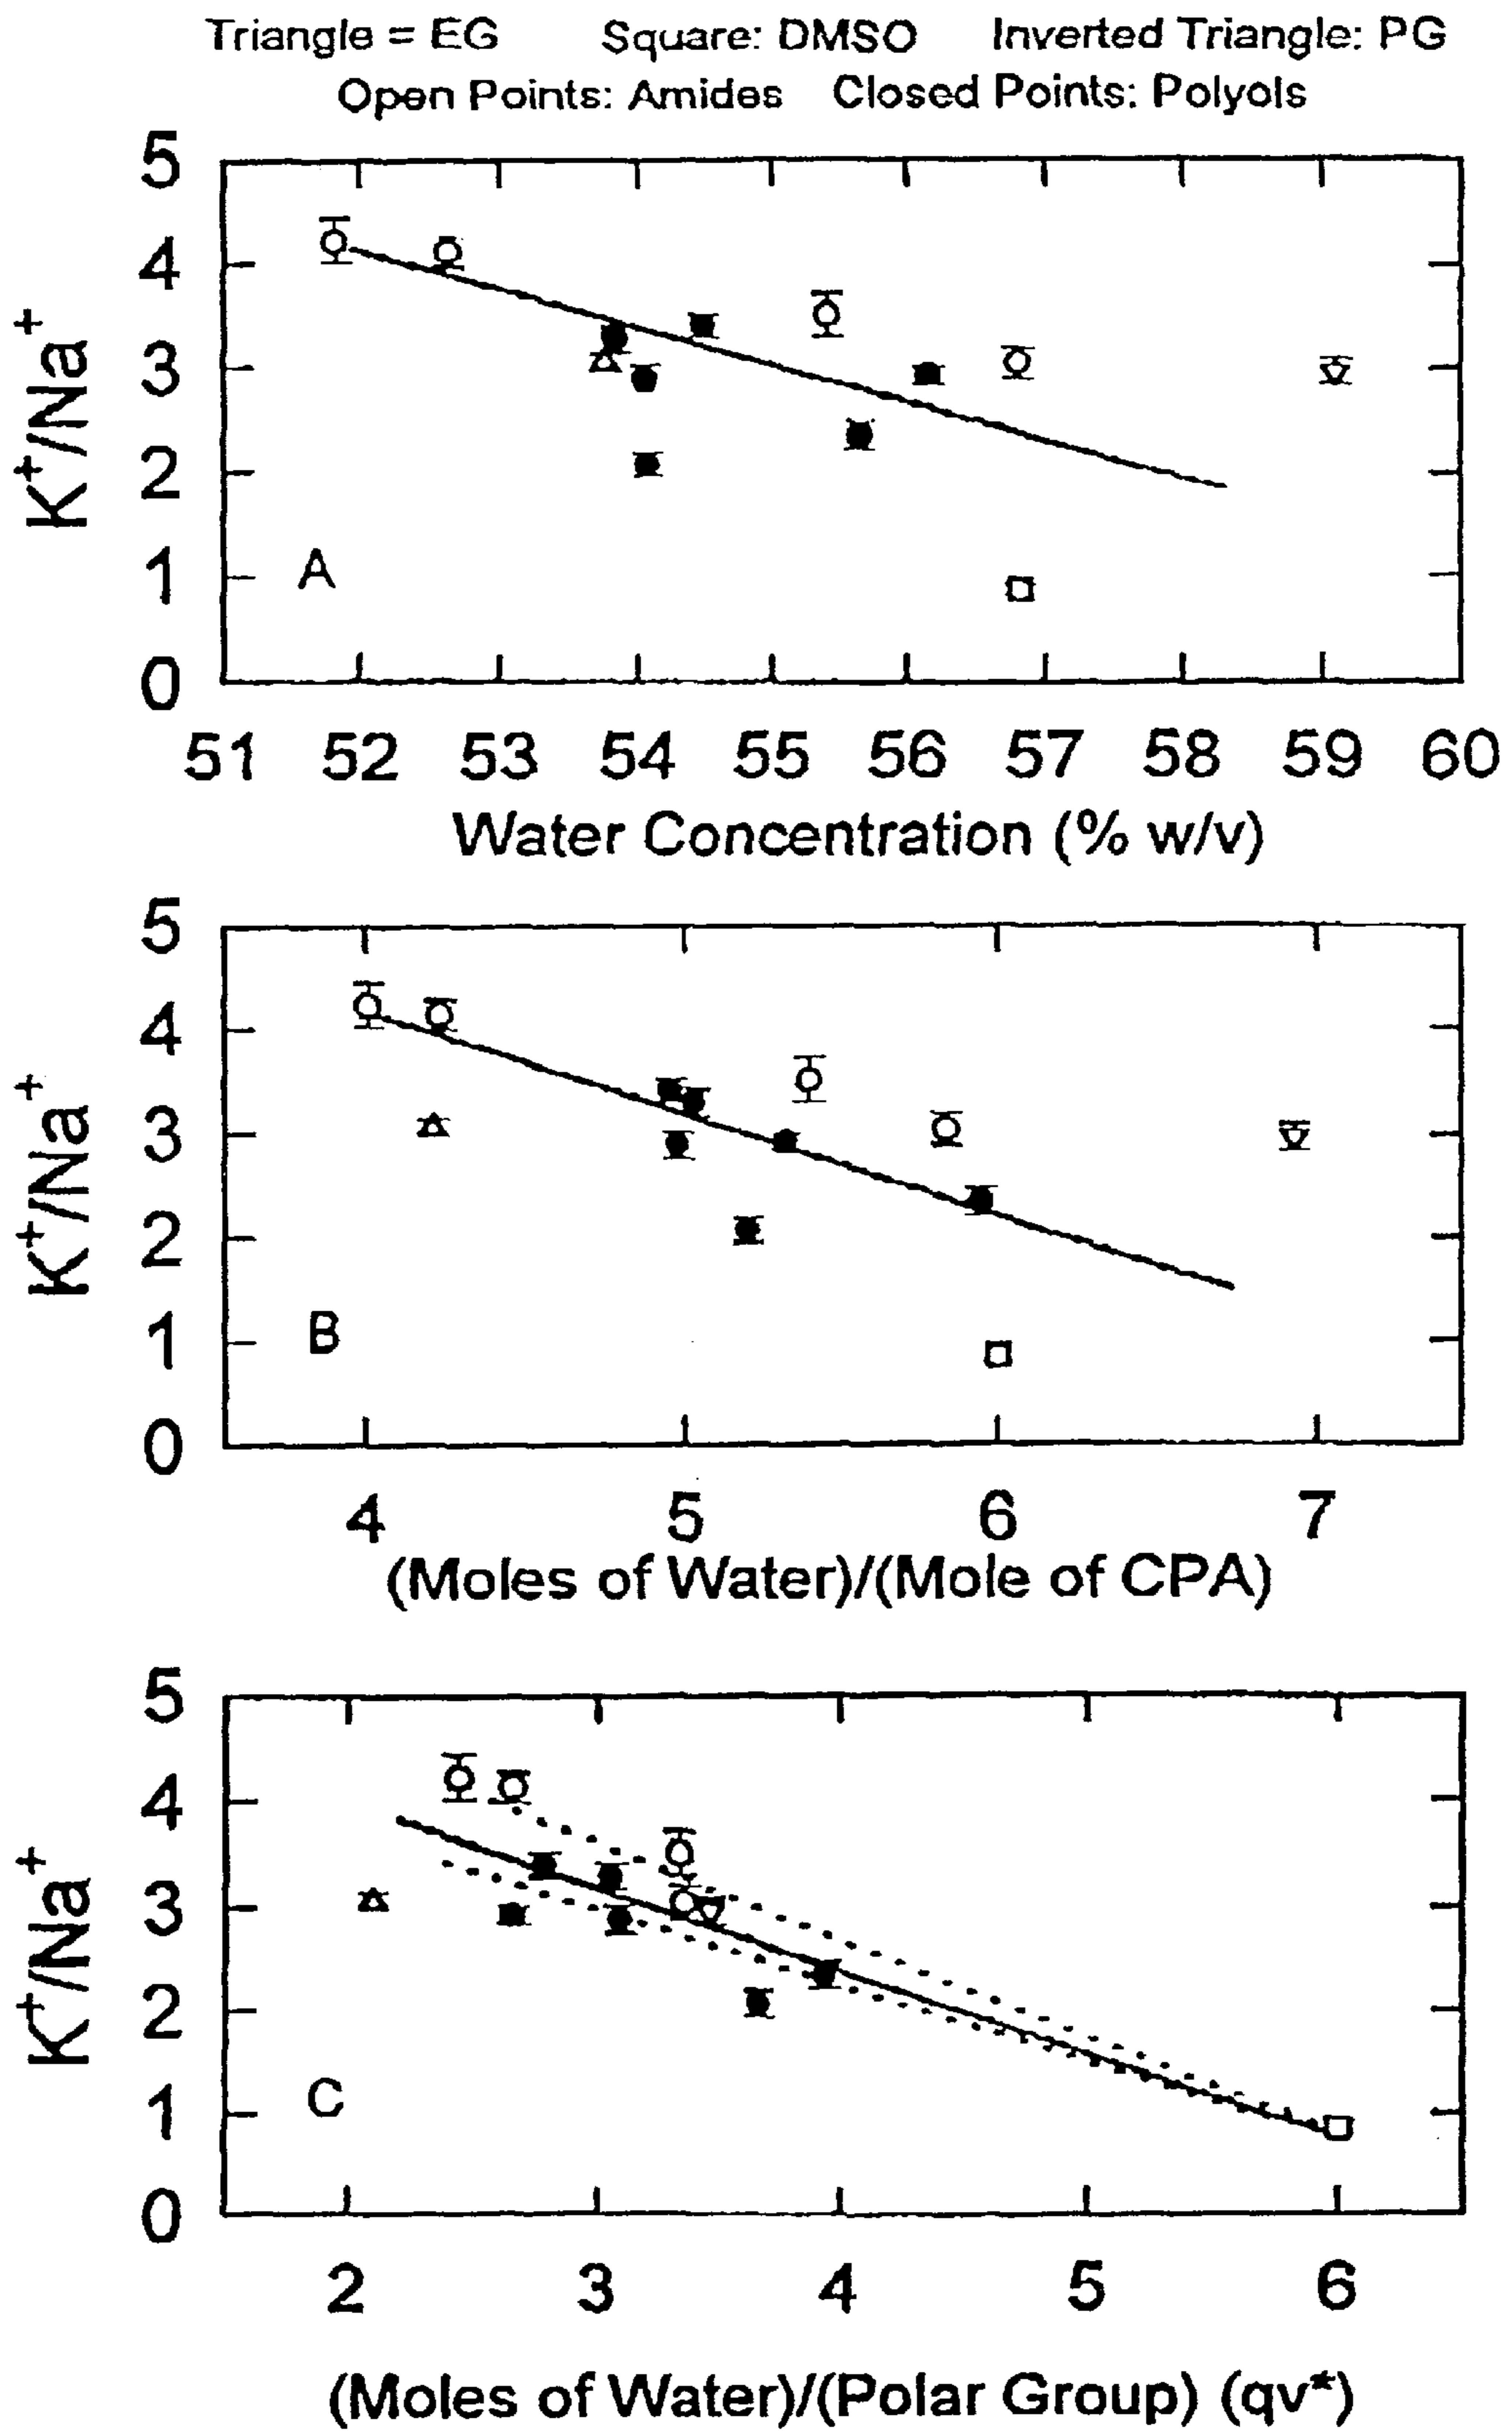 Triangle = EG Square: DMSO Inverted Triangle: PG
Open Points: Amides Closed Points: Polyols
5
4
3
2
1
0
K+/Na+
A
51 52 53 54 55 56 57 58 59 60
Water Concentration (% w/v)
5
4
3
2
1
0
K+/Na+
B
4 5 6 7
(Moles of Water)/(Mole of CPA)
5
4
3
2
1
0
K+/Na+
C
2 3 4 5 6
(Moles of Water)/(Polar Group) (qv*)